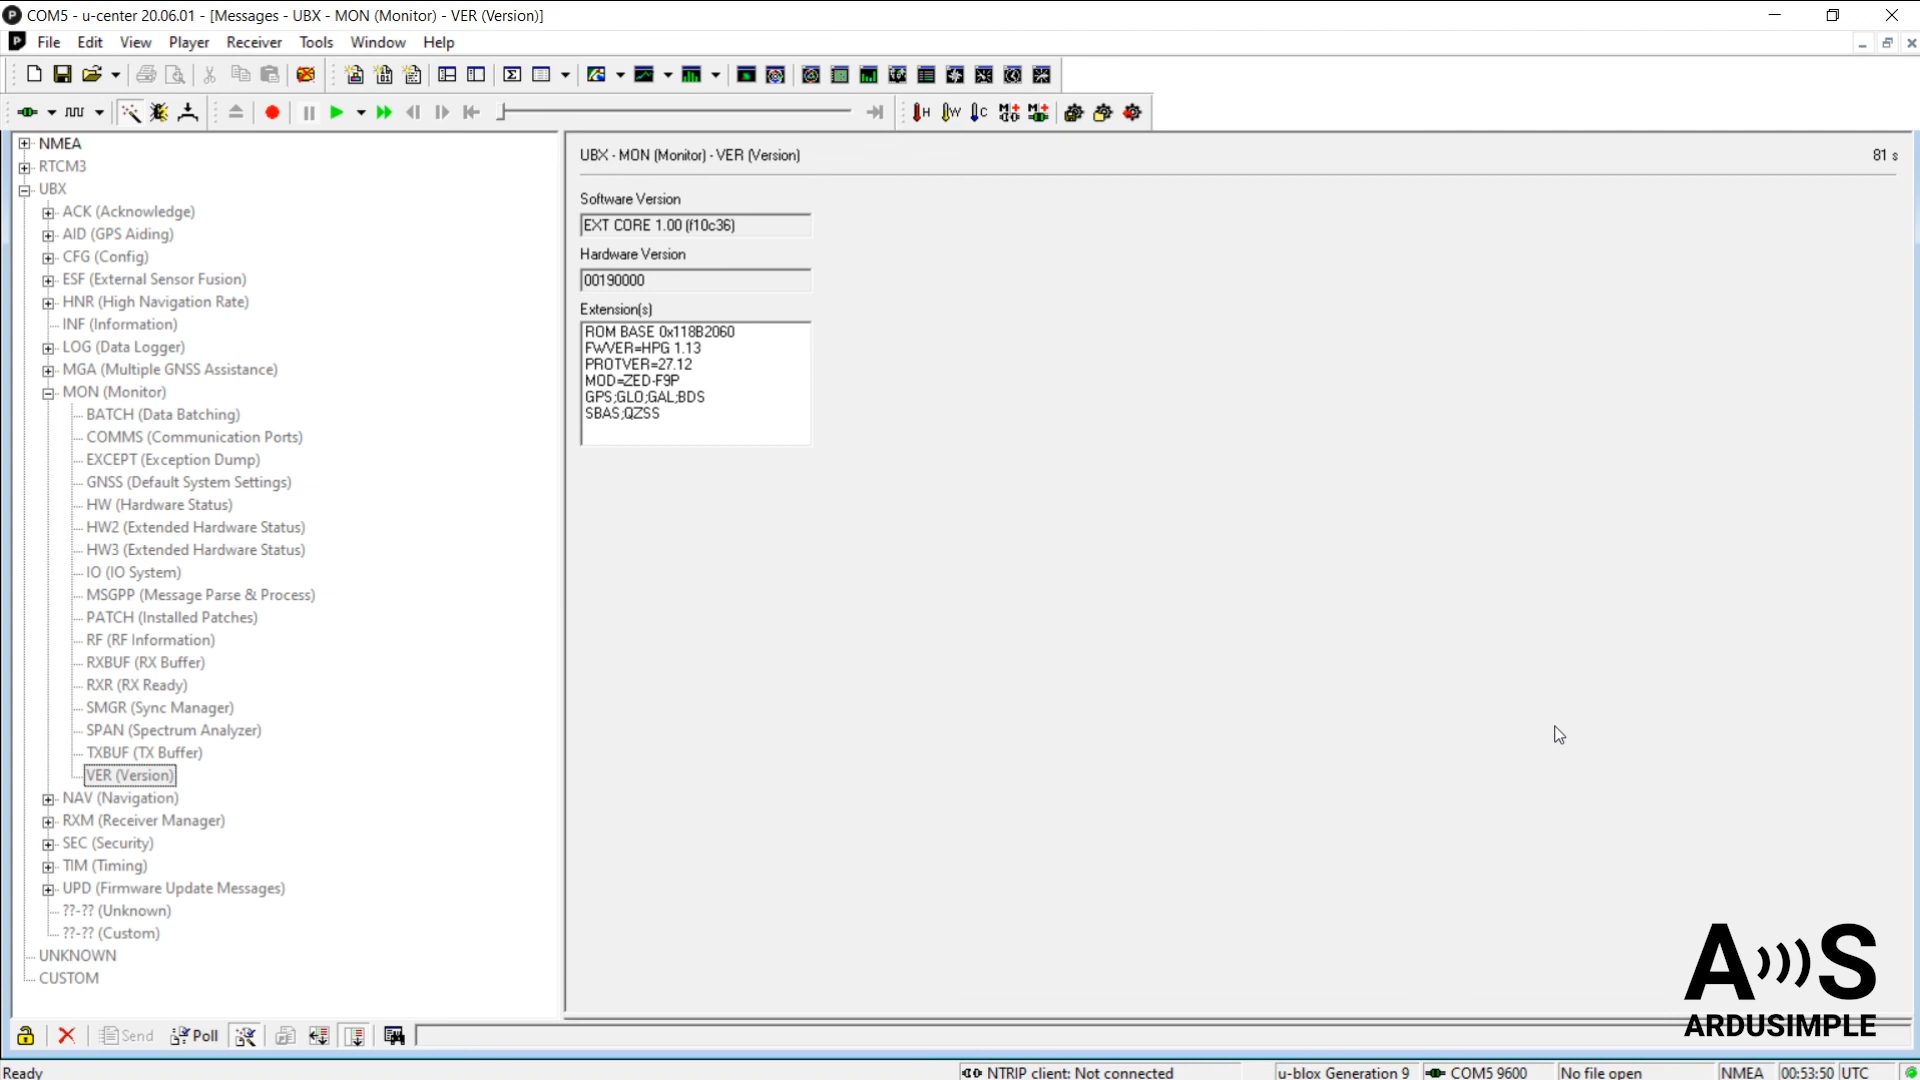 COM5 - u-center 20.06.01 - [Messages - UBX - MON (Monitor) - VER (Version)]
File Edit View Player Receiver Tools Window Help
H W C
NMEA
RTCM3
UBX
ACK (Acknowledge)
AID (GPS Aiding)
CFG (Config)
ESF (External Sensor Fusion)
HNR (High Navigation Rate)
INF (Information)
LOG (Data Logger)
MGA (Multiple GNSS Assistance)
MON (Monitor)
BATCH (Data Batching)
COMMS (Communication Ports)
EXCEPT (Exception Dump)
GNSS (Default System Settings)
HW (Hardware Status)
HW2 (Extended Hardware Status)
HW3 (Extended Hardware Status)
IO (IO System)
MSGPP (Message Parse & Process)
PATCH (Installed Patches)
RF (RF Information)
RXBUF (RX Buffer)
RXR (RX Ready)
SMGR (Sync Manager)
SPAN (Spectrum Analyzer)
TXBUF (TX Buffer)
VER (Version)
NAV (Navigation)
RXM (Receiver Manager)
SEC (Security)
TIM (Timing)
UPD (Firmware Update Messages)
??-?? (Unknown)
??-?? (Custom)
UNKNOWN
CUSTOM
UBX - MON (Monitor) - VER (Version) 81 s
Software Version
EXT CORE 1.00 (f10c36)
Hardware Version
00190000
Extension(s)
ROM BASE 0x118B2060
FWVER=HPG 1.13
PROTVER=27.12
MOD=ZED-F9P
GPS;GLO;GAL;BDS
SBAS;QZSS
A S
ARDUSIMPLE
Send Poll
Ready NTRIP client: Not connected u-blox Generation 9 COM5 9600 No file open NMEA 00:53:50 UTC